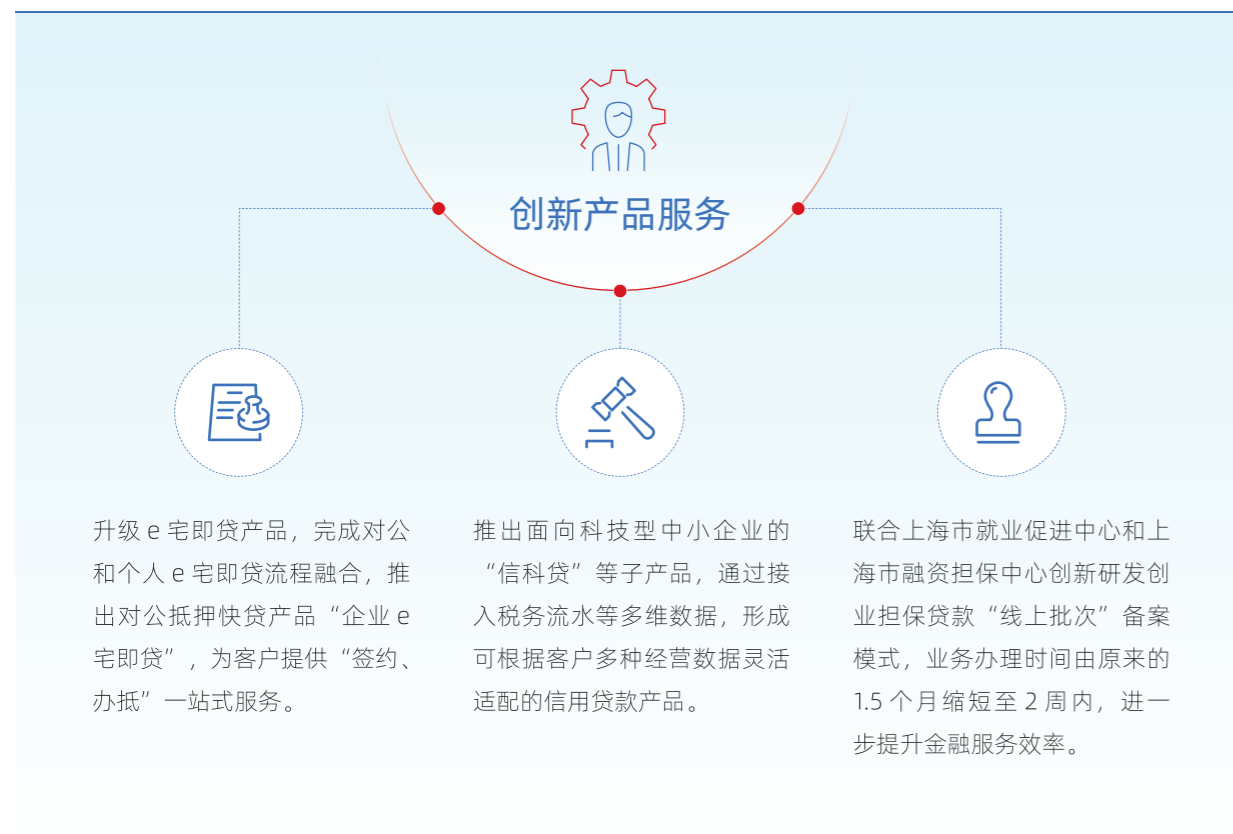 创新产品服务
升级 e 宅即贷产品，完成对公
和个人 e 宅即贷流程融合，推
出对公抵押快贷产品“企业 e
宅即贷”，为客户提供“签约、
办抵”一站式服务。
推出面向科技型中小企业的
“信科贷”等子产品，通过接
入税务流水等多维数据，形成
可根据客户多种经营数据灵活
适配的信用贷款产品。
联合上海市就业促进中心和上
海市融资担保中心创新研发创
业担保贷款“线上批次”备案
模式，业务办理时间由原来的
1.5 个月缩短至 2 周内，进一
步提升金融服务效率。